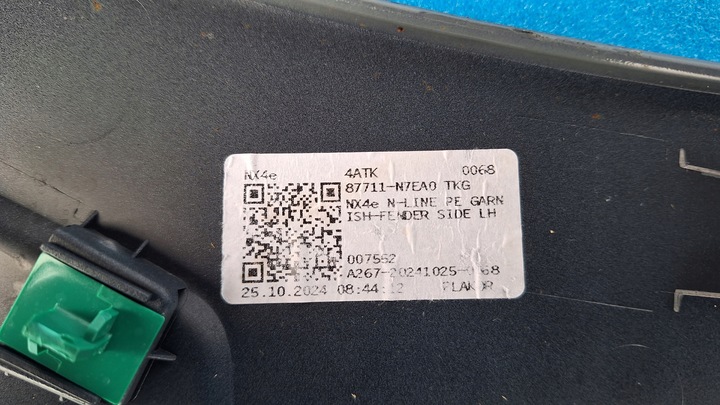 NX4e 4ATK 0068
87711-N7EA0 TKG
NX4e N-LINE PE GARN
ISH-FENDER SIDE LH
007552
A267-20241025-0068
25.10.2024 08:44:12 PLAKOR